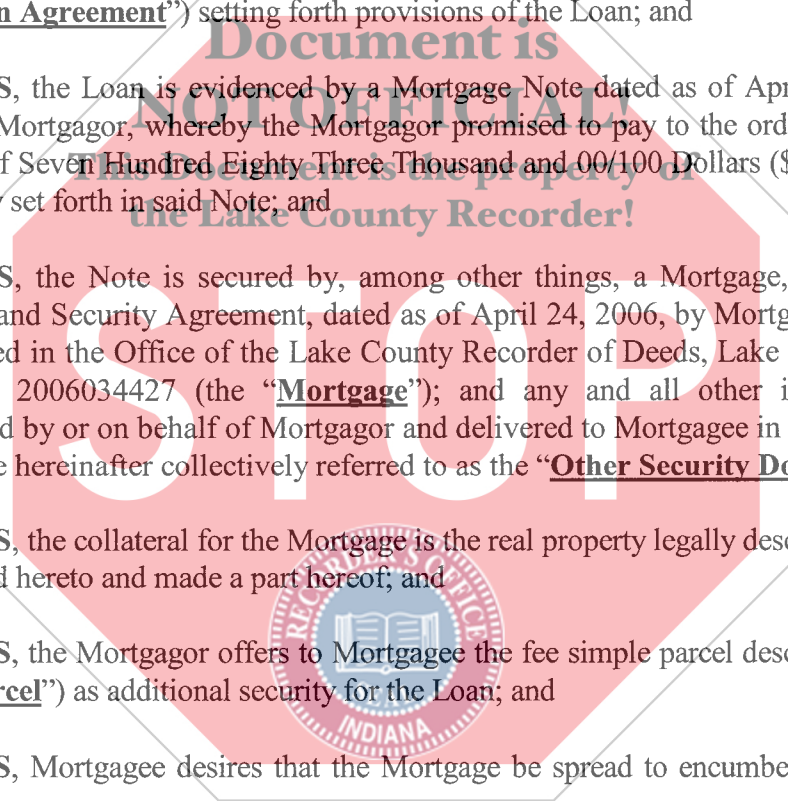 n Agreement”) setting forth provisions of the Loan; and
Document is
S, the Loan is evidenced by a Mortgage Note dated as of Apr
NOT OFFICIAL!
Mortgagor, whereby the Mortgagor promised to pay to the ord
f Seven Hundred Eighty Three Thousand and 00/100 Dollars ($
This Document is the property of
set forth in said Note; and
the Lake County Recorder!
S, the Note is secured by, among other things, a Mortgage,
and Security Agreement, dated as of April 24, 2006, by Mortg
ed in the Office of the Lake County Recorder of Deeds, Lake
2006034427 (the “Mortgage”); and any and all other i
d by or on behalf of Mortgagor and delivered to Mortgagee in
e hereinafter collectively referred to as the “Other Security Do
STOP
S, the collateral for the Mortgage is the real property legally desc
d hereto and made a part hereof; and
RECORDER'S OFFICE
S, the Mortgagor offers to Mortgagee the fee simple parcel desc
rcel”) as additional security for the Loan; and
SEAL
INDIANA
S, Mortgagee desires that the Mortgage be spread to encumbe